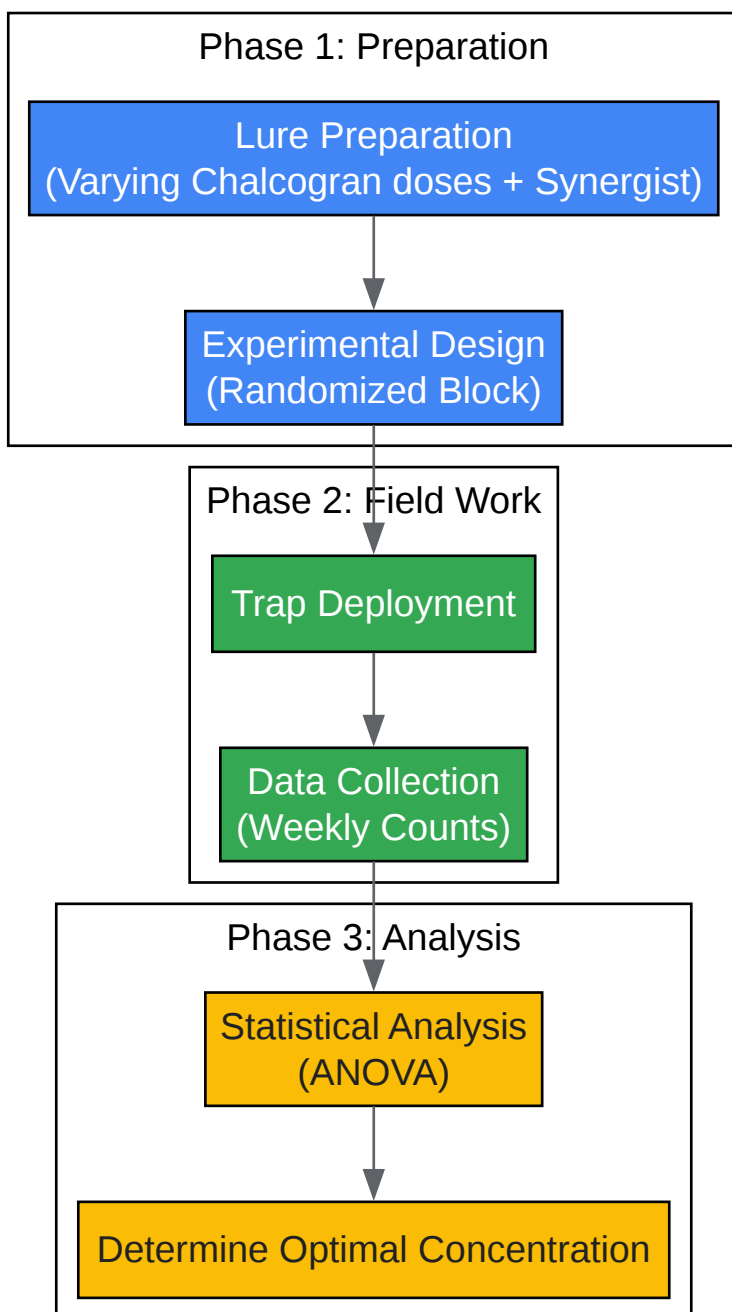 Phase 1: Preparation
Lure Preparation
(Varying Chalcogran doses + Synergist)
Experimental Design
(Randomized Block)
Phase 2: Field Work
Trap Deployment
Data Collection
(Weekly Counts)
Phase 3: Analysis
Statistical Analysis
(ANOVA)
Determine Optimal Concentration